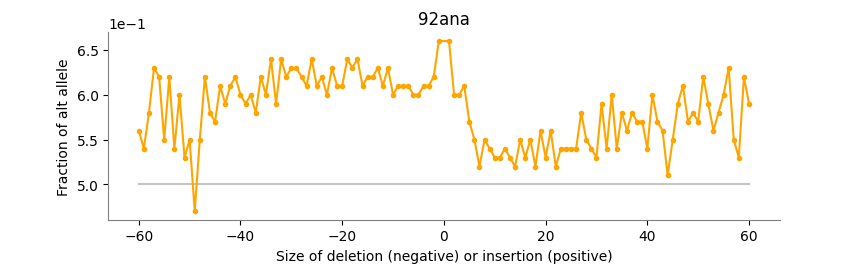 92ana
1e−1
6.5
6.0
5.5
5.0
Fraction of alt allele
−60 −40 −20 0 20 40 60
Size of deletion (negative) or insertion (positive)